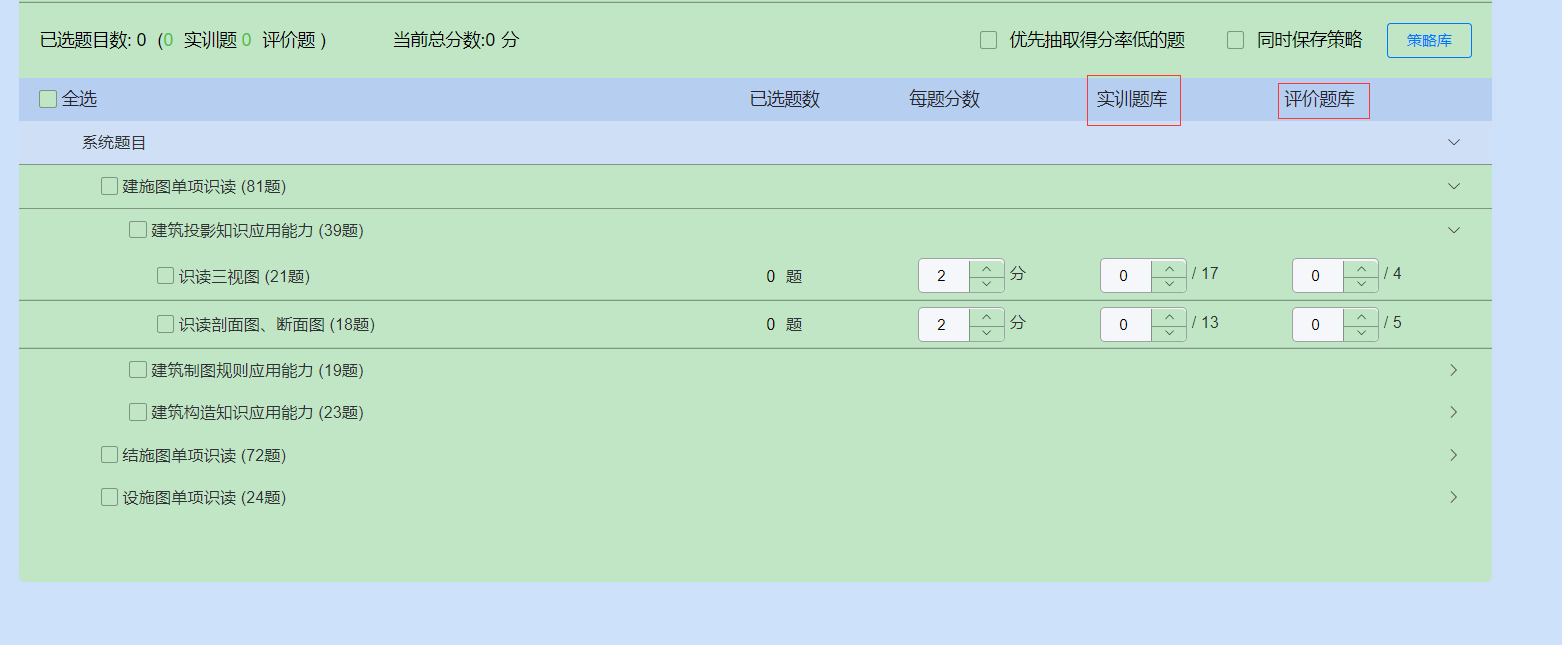 已选题目数: 0 (0 实训题 0 评价题 ) 当前总分数:0 分 优先抽取得分率低的题 同时保存策略 策略库
全选 已选题数 每题分数 实训题库 评价题库
系统题目
建施图单项识读 (81题)
建筑投影知识应用能力 (39题)
识读三视图 (21题) 0 题 2 分 0 / 17 0 / 4
识读剖面图、断面图 (18题) 0 题 2 分 0 / 13 0 / 5
建筑制图规则应用能力 (19题)
建筑构造知识应用能力 (23题)
结施图单项识读 (72题)
设施图单项识读 (24题)